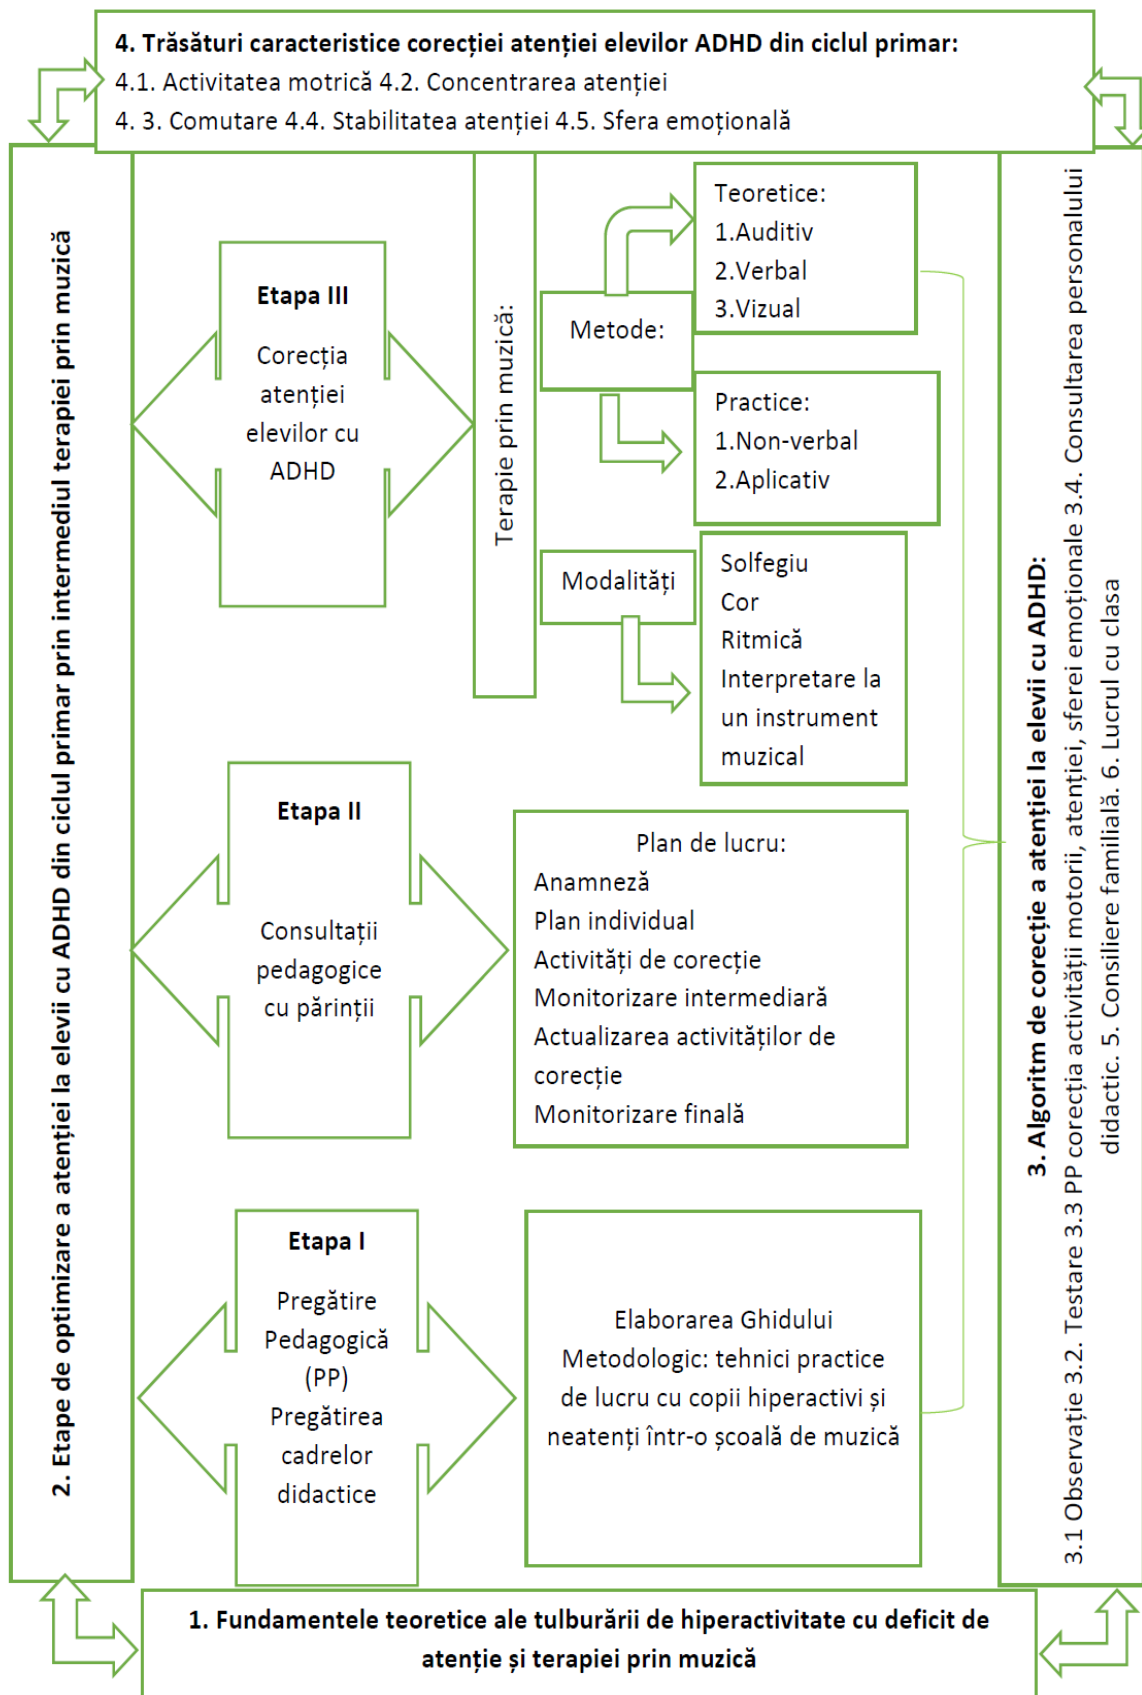 4. Trăsături caracteristice corecției atenției elevilor ADHD din ciclul primar:
4.1. Activitatea motrică 4.2. Concentrarea atenției
4. 3. Comutare 4.4. Stabilitatea atenției 4.5. Sfera emoțională
2. Etape de optimizare a atenției la elevii cu ADHD din ciclul primar prin intermediul terapiei prin muzică
Etapa III
Corecția
atenției
elevilor cu
ADHD
Terapie prin muzică:
Metode:
Teoretice:
1.Auditiv
2.Verbal
3.Vizual
Practice:
1.Non-verbal
2.Aplicativ
Modalități
Solfegiu
Cor
Ritmică
Interpretare la
un instrument
muzical
Etapa II
Consultații
pedagogice
cu părinții
Plan de lucru:
Anamneză
Plan individual
Activități de corecție
Monitorizare intermediară
Actualizarea activităților de
corecție
Monitorizare finală
Etapa I
Pregătire
Pedagogică
(PP)
Pregătirea
cadrelor
didactice
Elaborarea Ghidului
Metodologic: tehnici practice
de lucru cu copii hiperactivi și
neatenți într-o școală de muzică
3. Algoritm de corecție a atenției la elevii cu ADHD:
3.1 Observație 3.2. Testare 3.3 PP corecția activității motorii, atenției, sferei emoționale 3.4. Consultarea personalului
didactic. 5. Consiliere familială. 6. Lucrul cu clasa
1. Fundamentele teoretice ale tulburării de hiperactivitate cu deficit de
atenție și terapiei prin muzică